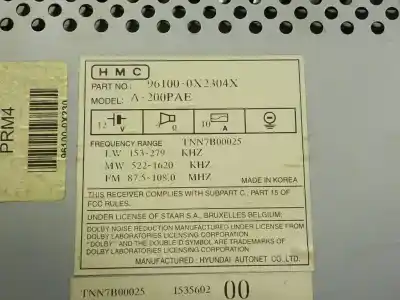 HMC
PART NO.: 96100-0X2304X
MODEL: A-200PAE
12 V 4 Ω 10 A
FREQUENCY RANGE TNN7B00025
LW 153-279 KHZ
MW 522-1620 KHZ
FM 87.5-108.0 MHZ
MADE IN KOREA
THIS RECEIVER COMPLIES WITH SUBPART C, PART 15 OF
FCC RULES.
UNDER LICENSE OF STAAR S.A., BRUXELLES BELGIUM.
DOLBY NOISE REDUCTION MANUFACTURED UNDER LICENSE FROM
DOLBY LABORATORIES LICENSING CORPORATION
"DOLBY" AND THE DOUBLE-D SYMBOL ARE TRADEMARKS OF
DOLBY LABORATORIES LICENSING CORPORATION.
MANUFACTURED : HYUNDAI AUTONET CO., LTD.
TNN7B00025 1535602 00
PRM4
96100-0X230